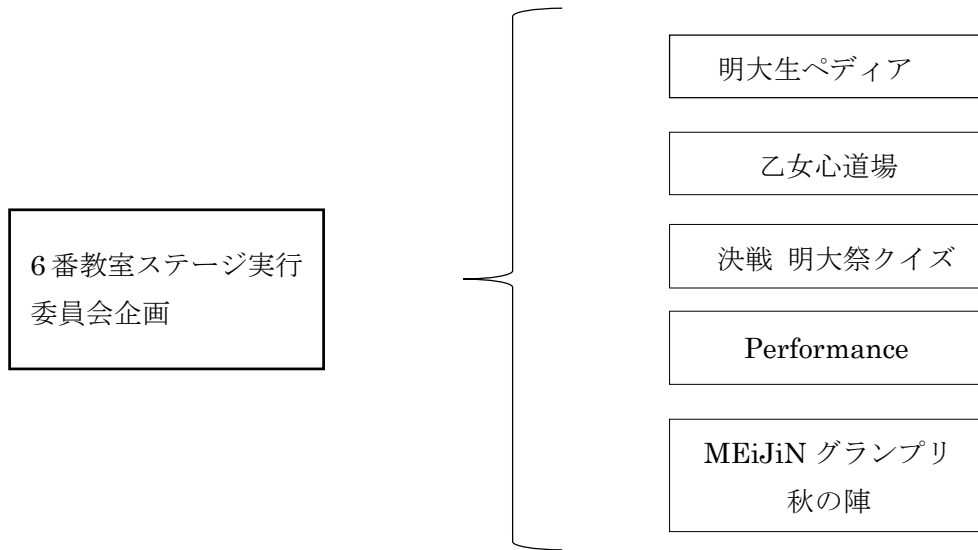 6 番教室ステージ実行
委員会企画
明大生ペディア
乙女心道場
決戦 明大祭クイズ
Performance
MEiJiN グランプリ
秋の陣